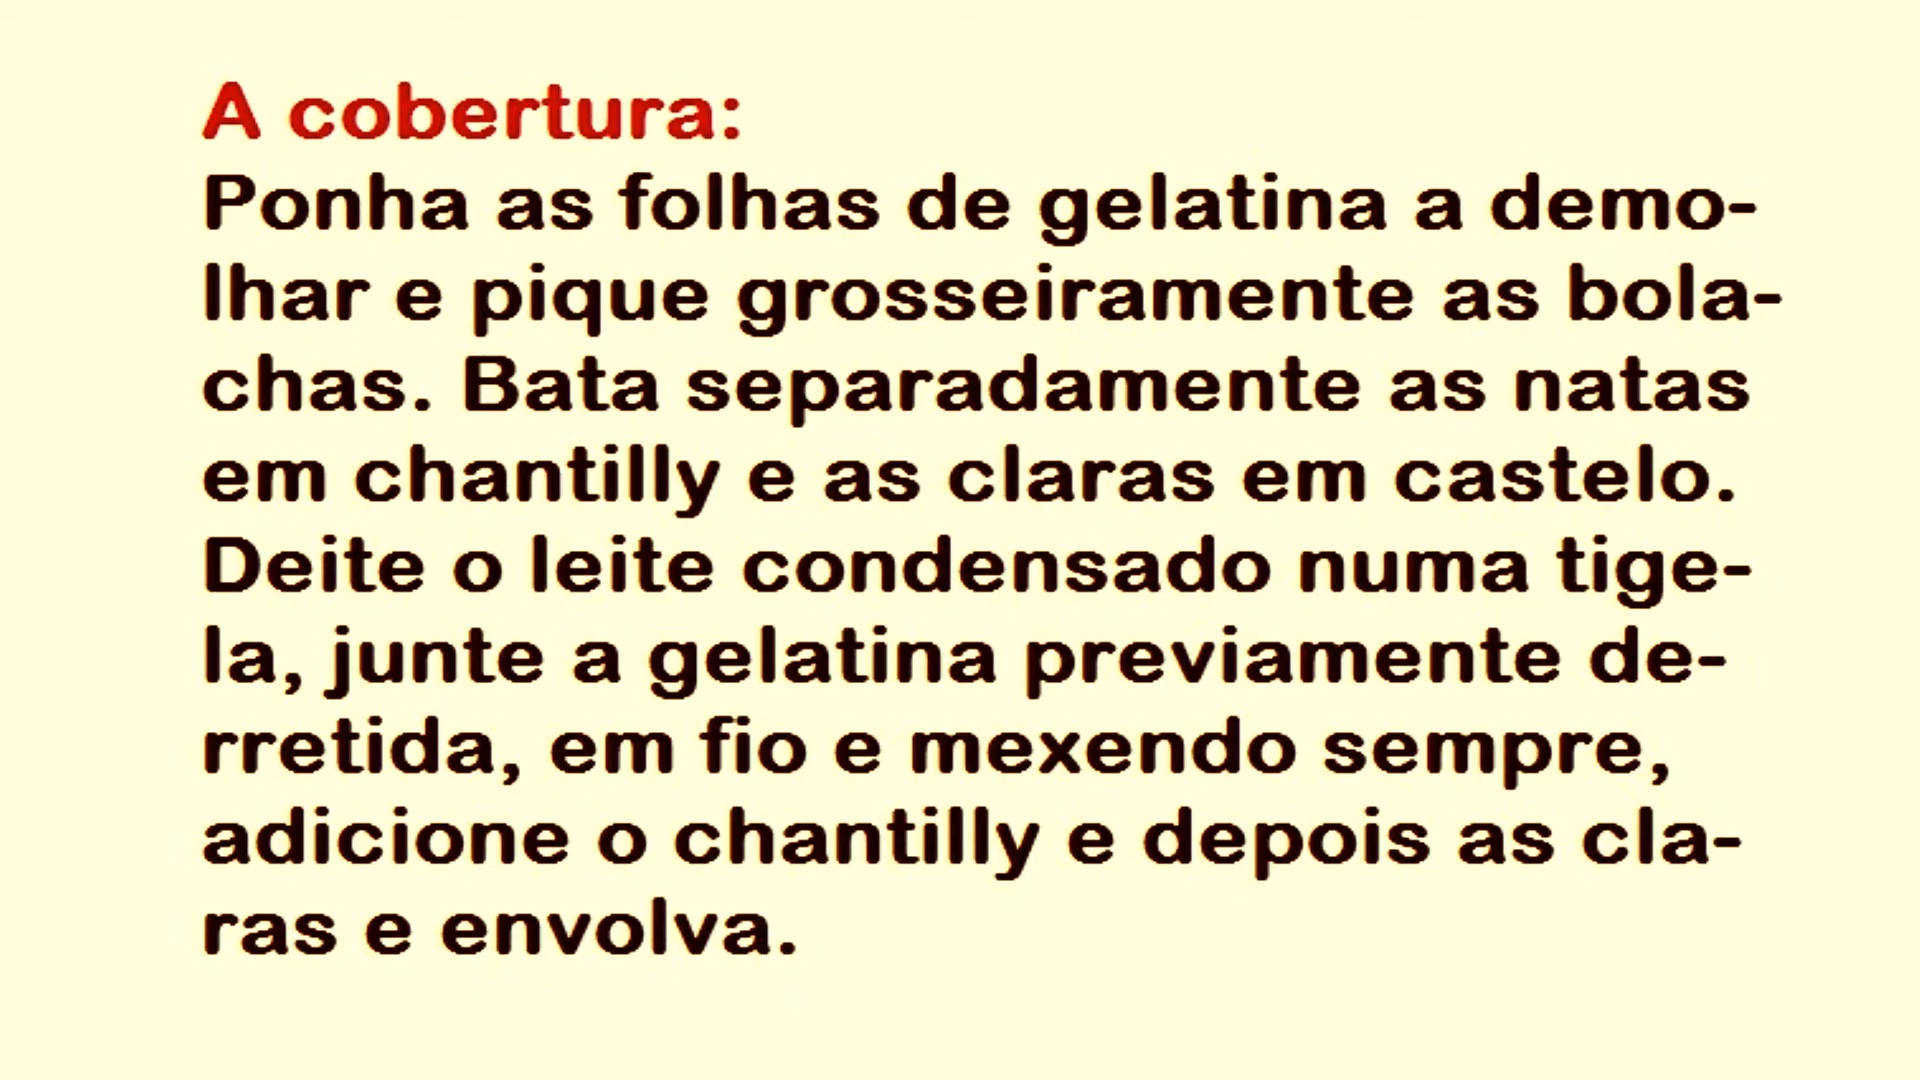 A cobertura:
Ponha as folhas de gelatina a demo-
lhar e pique grosseiramente as bola-
chas. Bata separadamente as natas
em chantilly e as claras em castelo.
Deite o leite condensado numa tige-
la, junte a gelatina previamente de-
rretida, em fio e mexendo sempre,
adicione o chantilly e depois as cla-
ras e envolva.